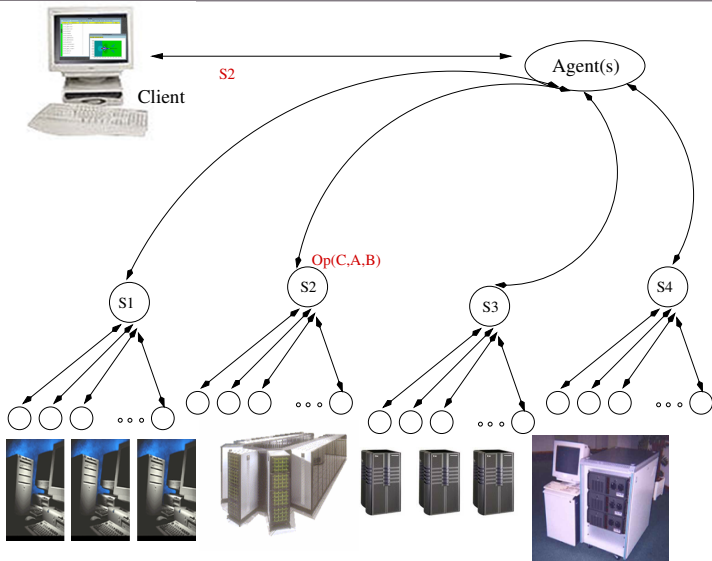 Agent(s)
S2
Client
Op(C,A,B)
S1
S2
S3
S4